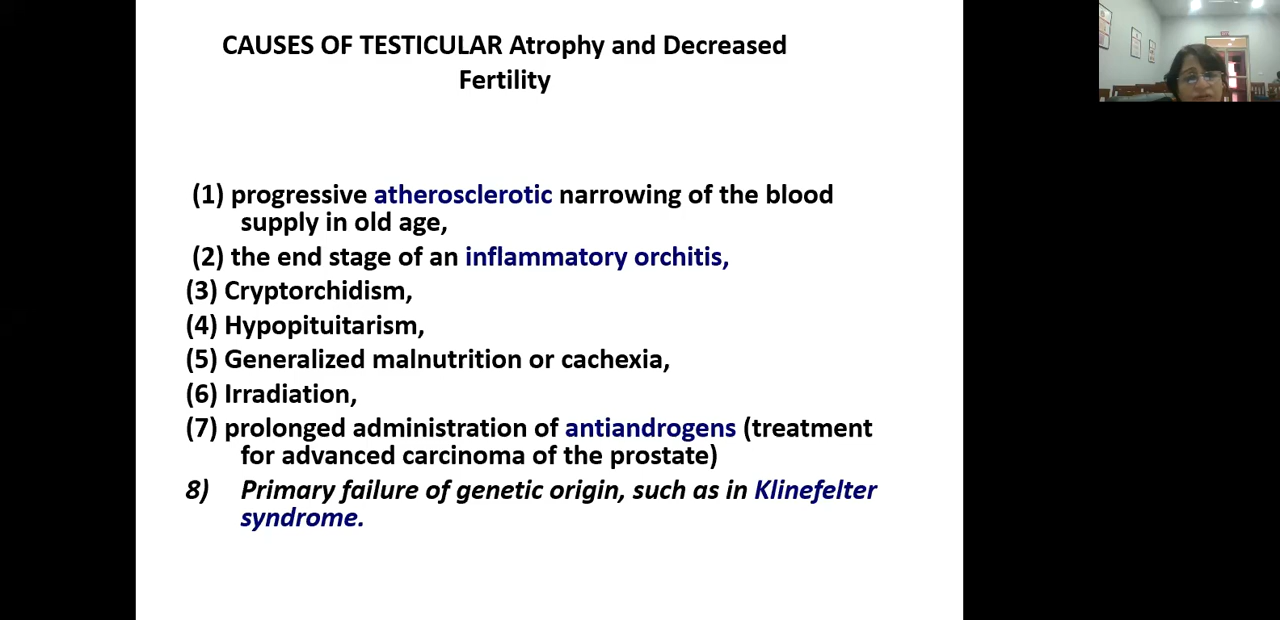 CAUSES OF TESTICULAR Atrophy and Decreased
Fertility
(1) progressive atherosclerotic narrowing of the blood
supply in old age,
(2) the end stage of an inflammatory orchitis,
(3) Cryptorchidism,
(4) Hypopituitarism,
(5) Generalized malnutrition or cachexia,
(6) Irradiation,
(7) prolonged administration of antiandrogens (treatment
for advanced carcinoma of the prostate)
8) Primary failure of genetic origin, such as in Klinefelter
syndrome.